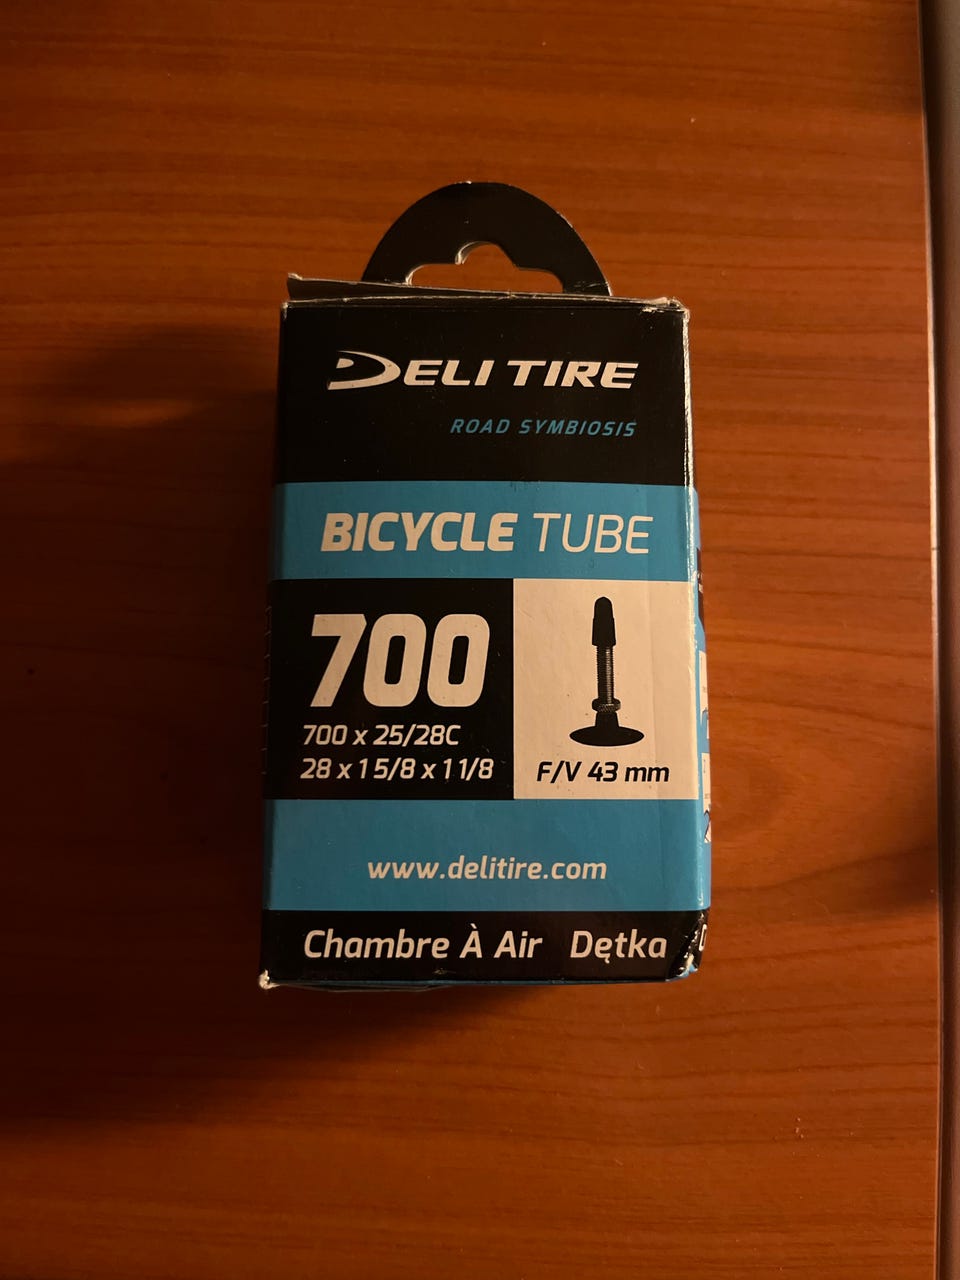 DELI TIRE
ROAD SYMBIOSIS
BICYCLE TUBE
700
700 x 25/28C
28 x 1 5/8 x 1 1/8
F/V 43 mm
www.delitire.com
Chambre À Air Dętka